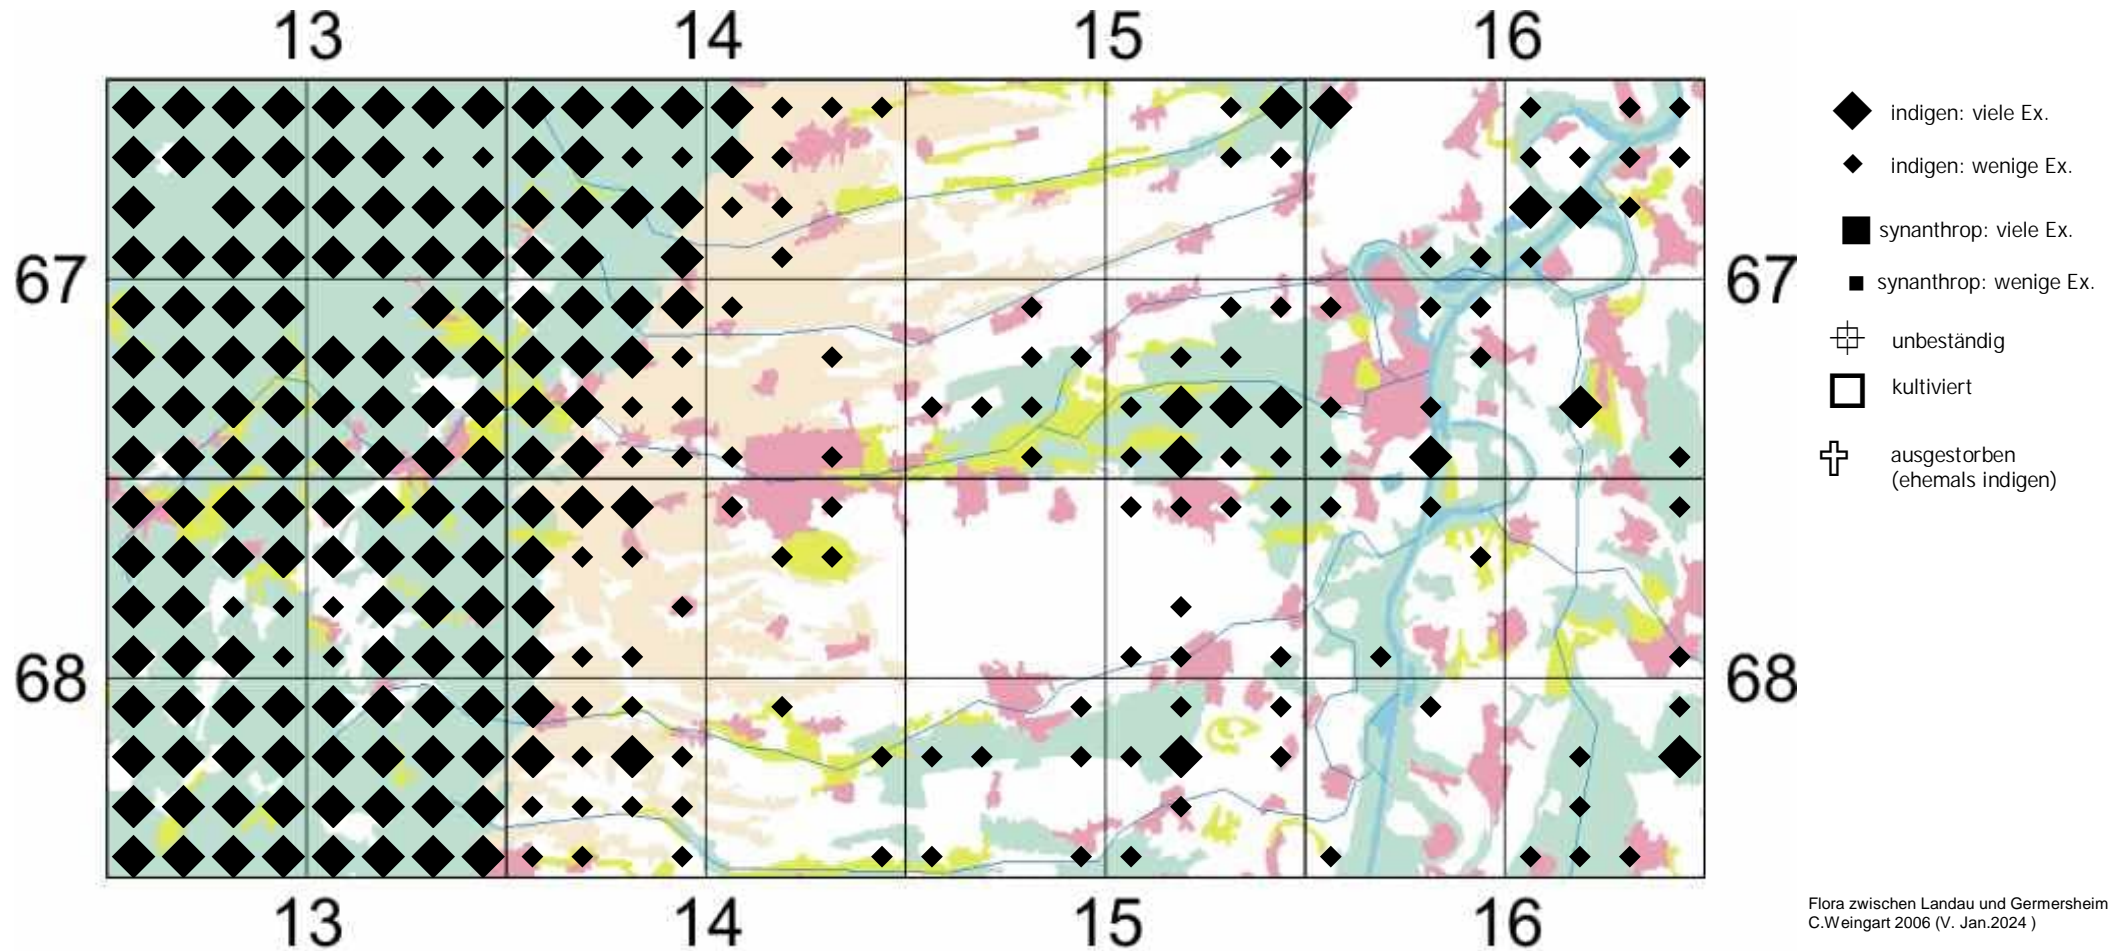 13 14 15 16
indigen: viele Ex.
indigen: wenige Ex.
synanthrop: viele Ex.
67 67
synanthrop: wenige Ex.
unbeständig
kultiviert
ausgestorben
(ehemals indigen)
68 68
13 14 15 16
Flora zwischen Landau und Germersheim
C.Weingart 2006 (V. Jan.2024 )